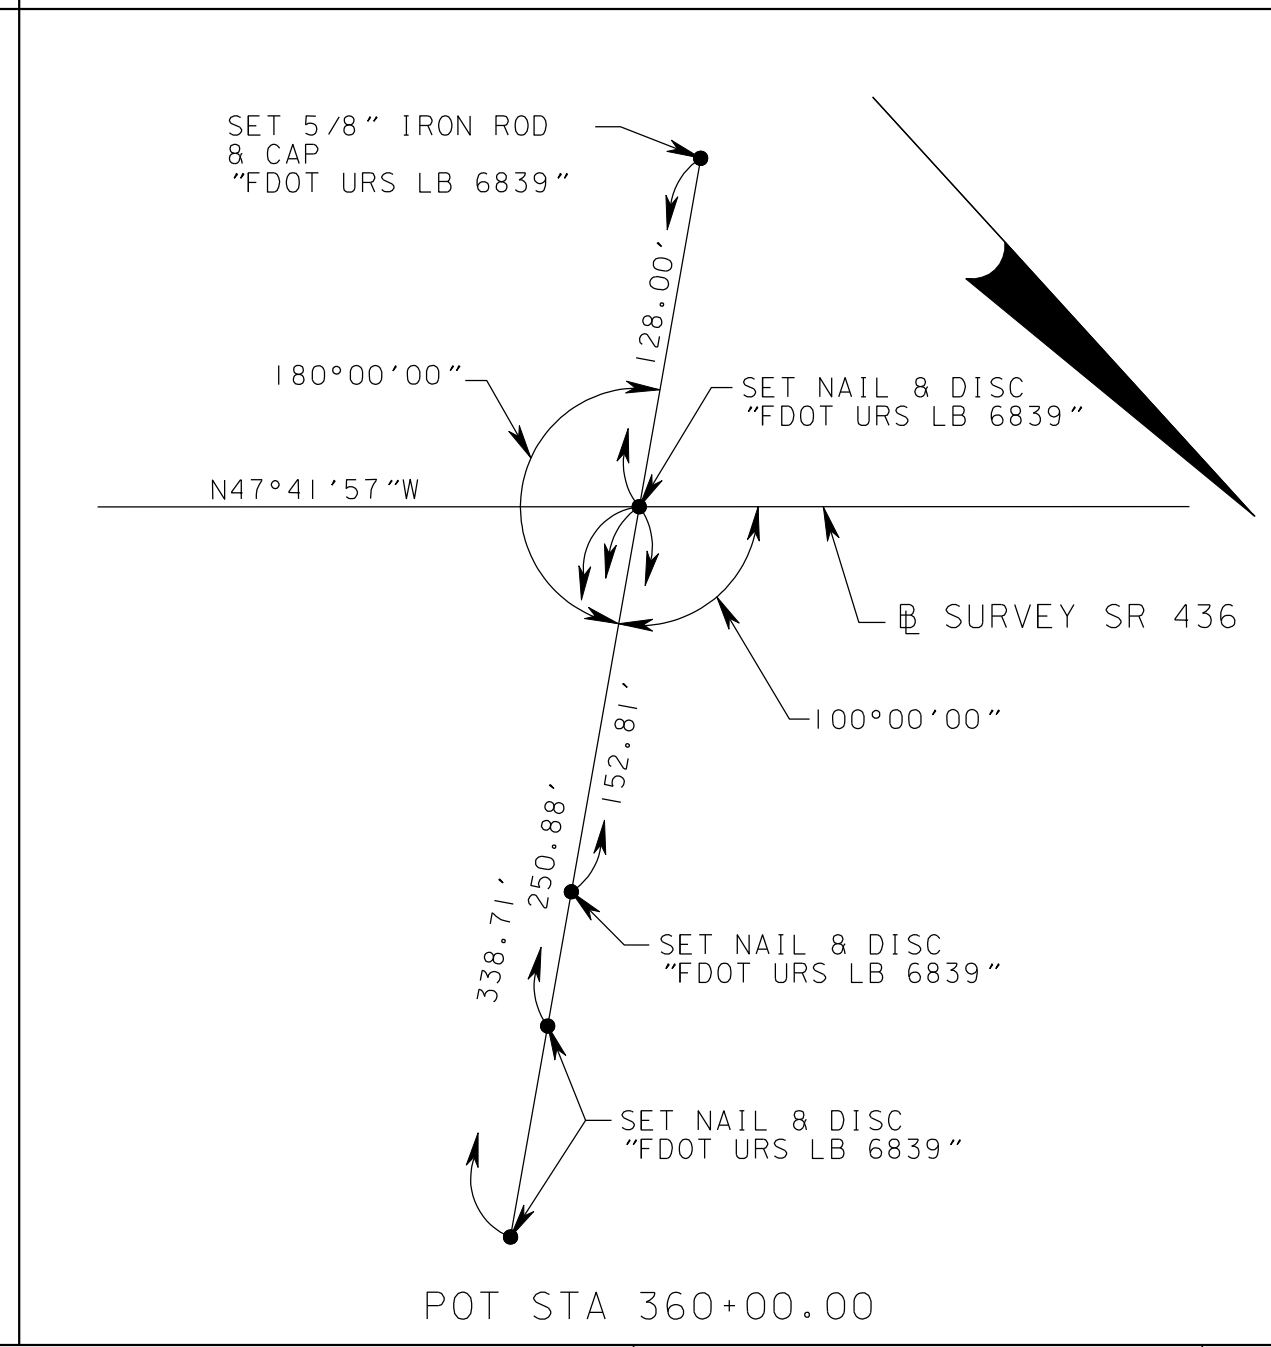 SET 5/8" IRON ROD
& CAP
"FDOT URS LB 6839"
128.00'
180°00'00"
SET NAIL & DISC
"FDOT URS LB 6839"
N47°41'57"W
℄ SURVEY SR 436
100°00'00"
152.81'
250.88'
338.71'
SET NAIL & DISC
"FDOT URS LB 6839"
SET NAIL & DISC
"FDOT URS LB 6839"
POT STA 360+00.00